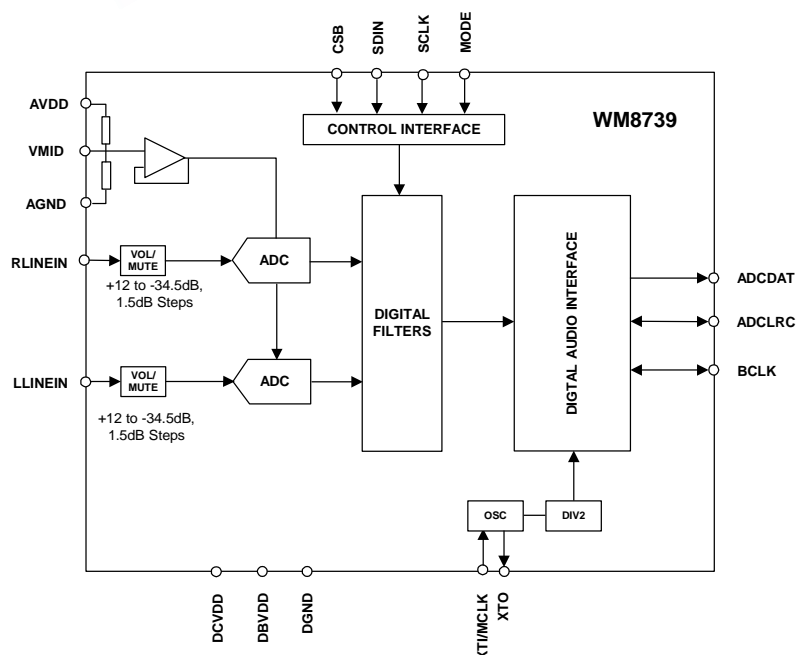 CSB
SDIN
SCLK
MODE
AVDD
WM8739
CONTROL INTERFACE
VMID
AGND
RLINEIN
VOL/
MUTE
ADC
+12 to -34.5dB,
1.5dB Steps
DIGITAL
FILTERS
DIGTAL AUDIO INTERFACE
ADCDAT
ADCLRC
BCLK
LLINEIN
VOL/
MUTE
ADC
+12 to -34.5dB,
1.5dB Steps
OSC
DIV2
DCVDD
DBVDD
DGND
XTI/MCLK
XTO